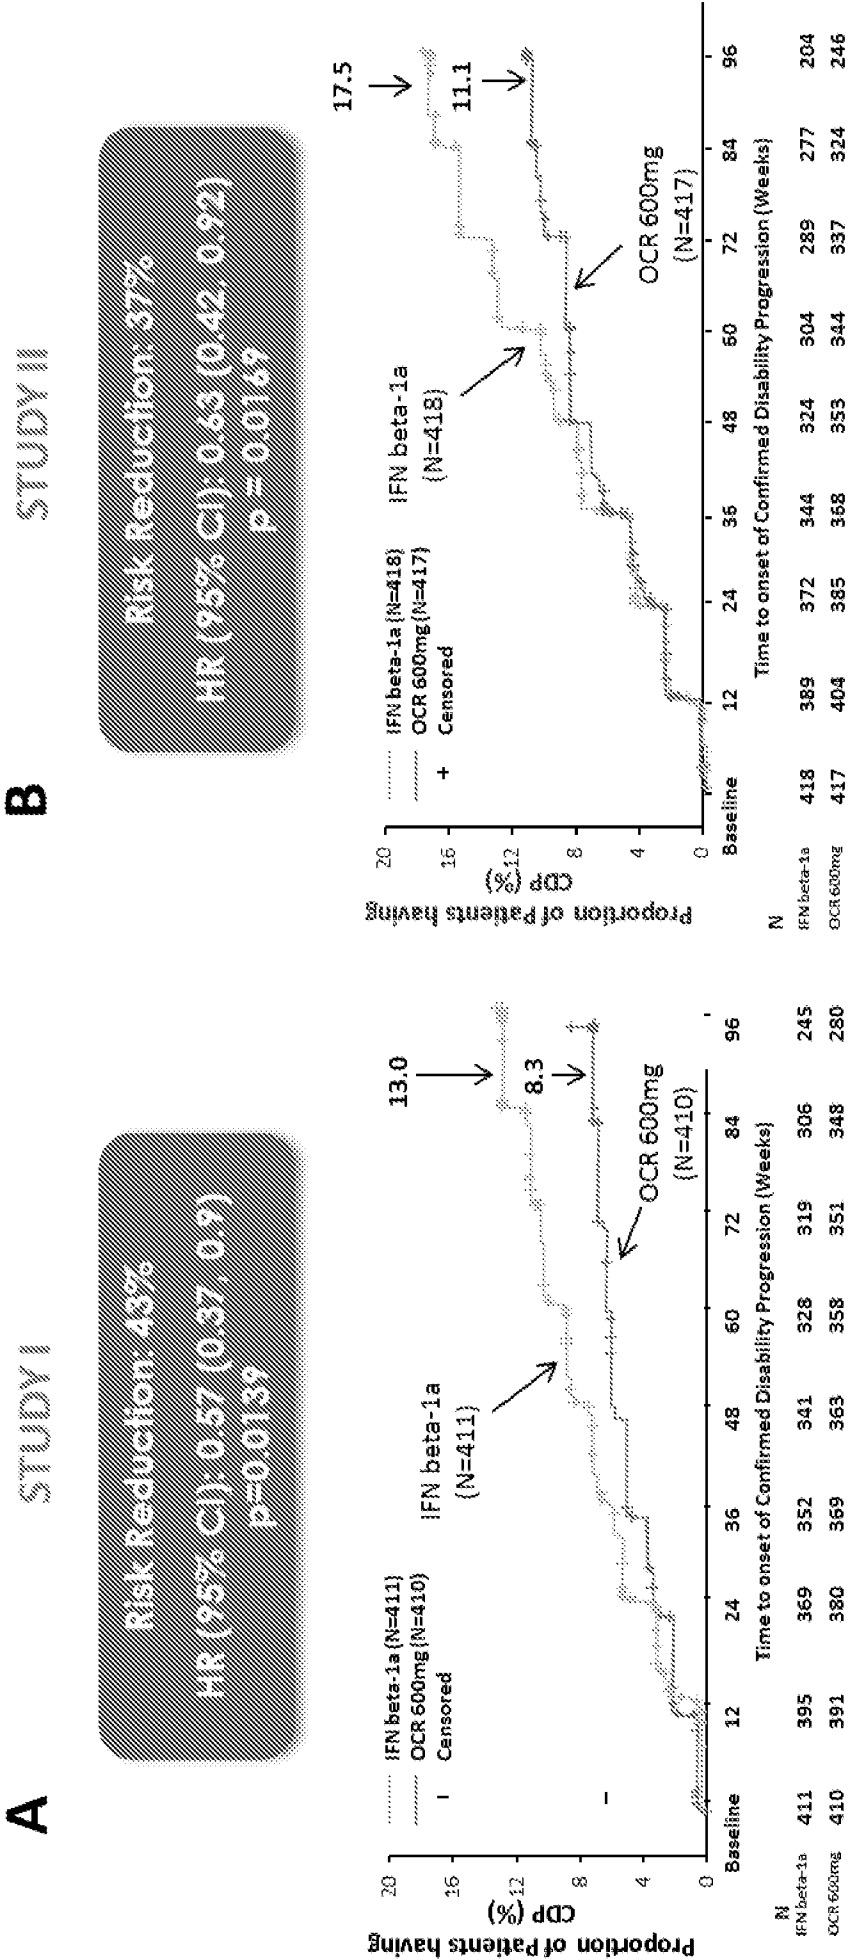 A
STUDY I
Risk Reduction: 43%
HR (95% CI): 0.57 (0.37, 0.9)
p=0.0139
IFN beta-1a (N=411)
OCR 600mg (N=410)
Censored
Proportion of Patients having
CDP (%)
20
16
12
8
4
0
IFN beta-1a
(N=411)
13.0
8.3
OCR 600mg
(N=410)
Baseline 12 24 36 48 60 72 84 96
Time to onset of Confirmed Disability Progression (Weeks)
N
IFN beta-1a 411 395 369 352 341 328 319 306 245
OCR 600mg 410 391 380 369 363 358 351 348 280
B
STUDY II
Risk Reduction: 37%
HR (95% CI): 0.63 (0.42, 0.92)
p = 0.0169
IFN beta-1a (N=418)
OCR 600mg (N=417)
+ Censored
Proportion of Patients having
CDP (%)
20
16
12
8
4
0
IFN beta-1a
(N=418)
17.5
11.1
OCR 600mg
(N=417)
Baseline 12 24 36 48 60 72 84 96
Time to onset of Confirmed Disability Progression (Weeks)
N
IFN beta-1a 418 389 372 344 324 304 289 277 204
OCR 600mg 417 404 385 368 353 344 337 324 246